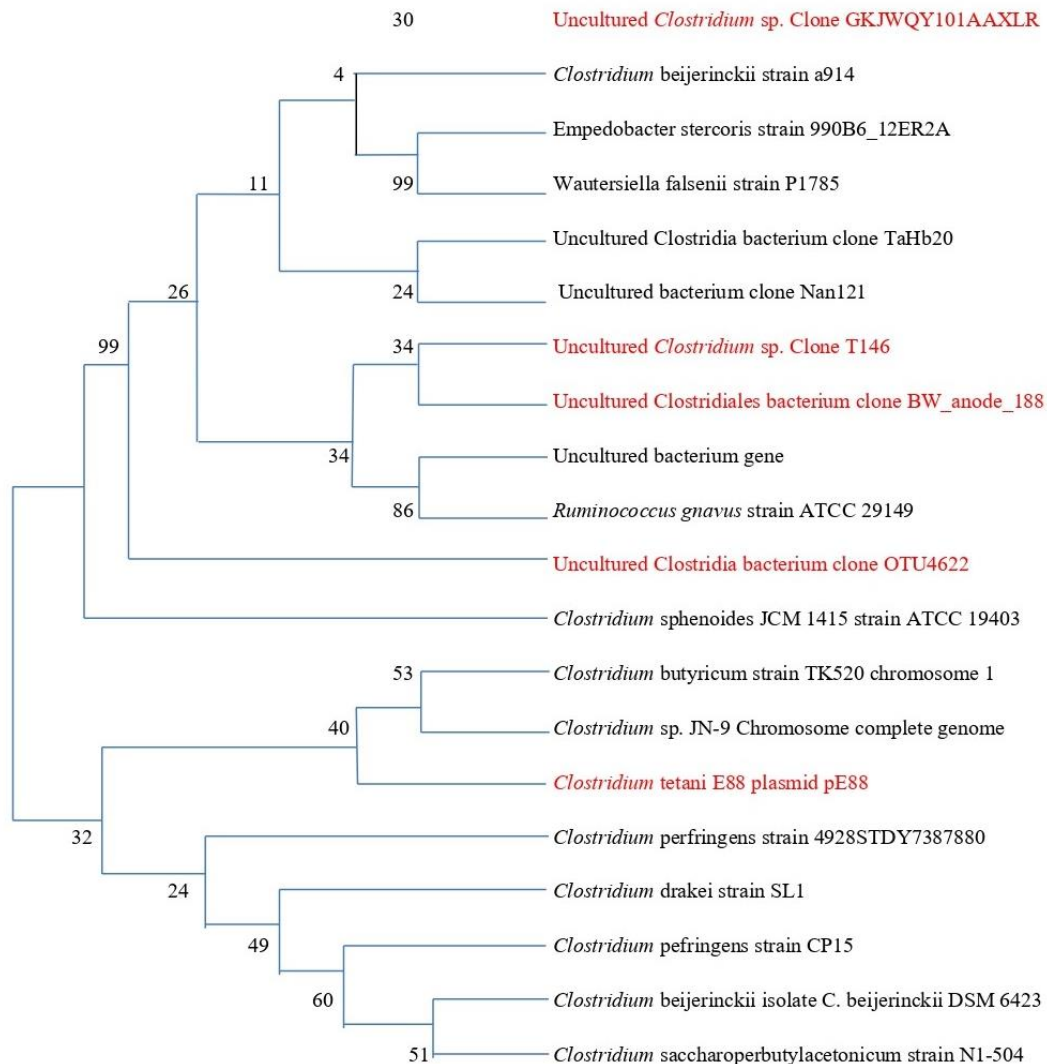 30 Uncultured Clostridium sp. Clone GKJWQY101AAXLR
4 Clostridium beijerinckii strain a914
Empedobacter stercoris strain 990B6_12ER2A
11 99 Wautersiella falsenii strain P1785
Uncultured Clostridia bacterium clone TaHb20
26 24 Uncultured bacterium clone Nan121
99 34 Uncultured Clostridium sp. Clone T146
Uncultured Clostridiales bacterium clone BW_anode_188
34 Uncultured bacterium gene
86 Ruminococcus gnavus strain ATCC 29149
Uncultured Clostridia bacterium clone OTU4622
Clostridium sphenoides JCM 1415 strain ATCC 19403
53 Clostridium butyricum strain TK520 chromosome 1
40 Clostridium sp. JN-9 Chromosome complete genome
Clostridium tetani E88 plasmid pE88
32 Clostridium perfringens strain 4928STDY7387880
24 Clostridium drakei strain SL1
49 Clostridium pefringens strain CP15
60 Clostridium beijerinckii isolate C. beijerinckii DSM 6423
51 Clostridium saccharoperbutylacetonicum strain N1-504